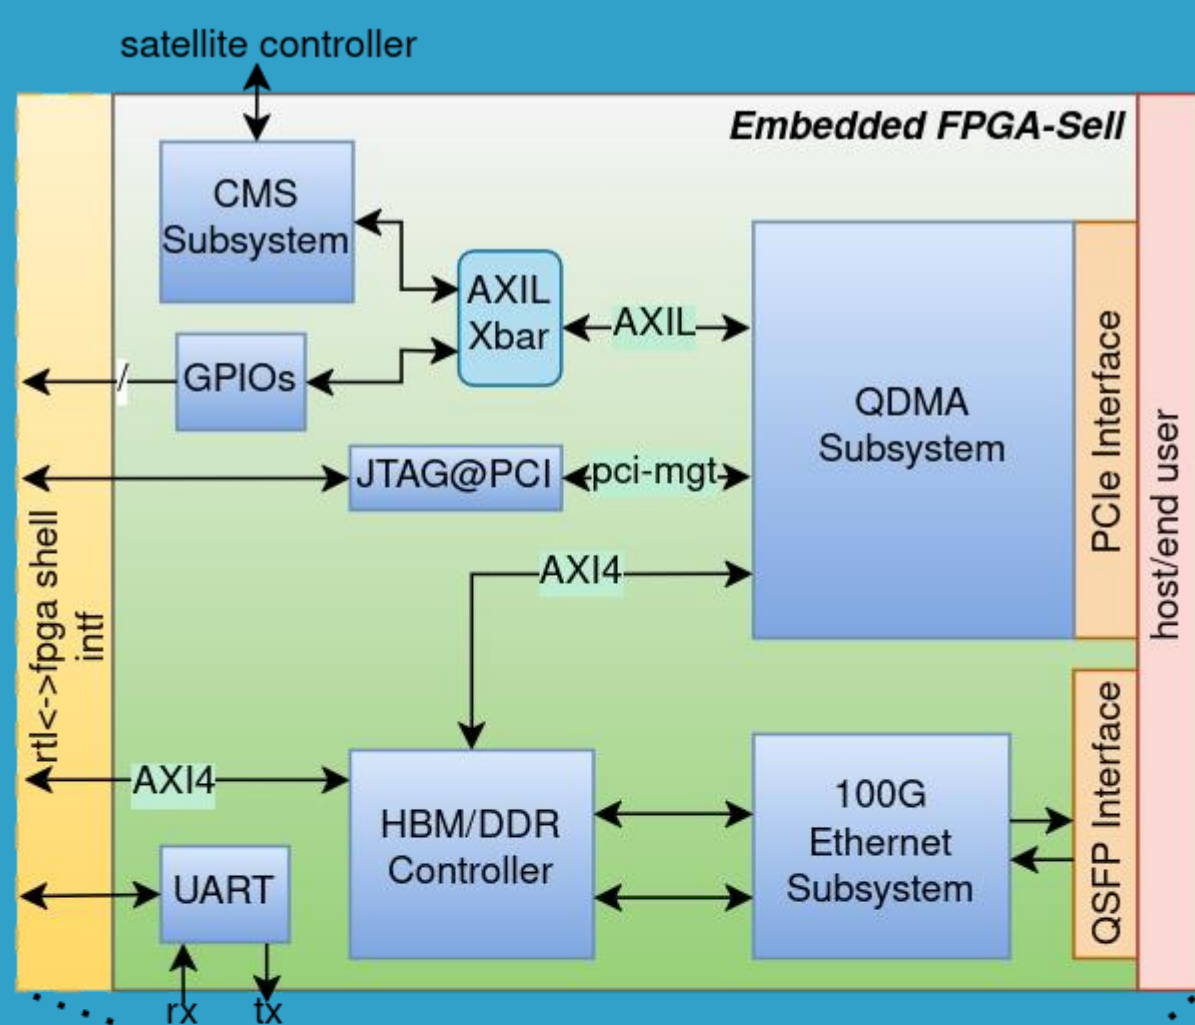 satellite controller
Embedded FPGA-Sell
CMS
Subsystem
AXIL
Xbar
AXIL
GPIOs
/
QDMA
Subsystem
PCIe Interface
host/end user
JTAG@PCI
pci-mgt
AXI4
rtl<->fpga shell
intf
AXI4
HBM/DDR
Controller
100G
Ethernet
Subsystem
QSFP Interface
UART
rx
tx